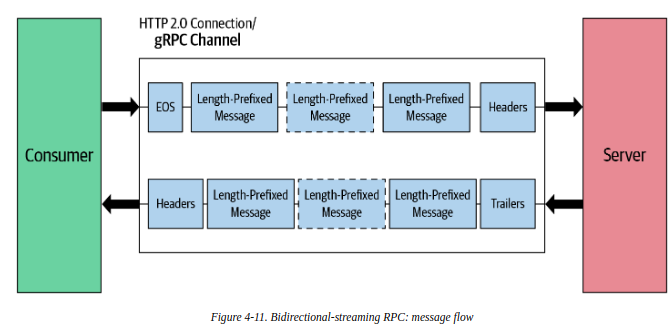 HTTP 2.0 Connection/
gRPC Channel
Consumer
EOS
Length-Prefixed
Message
Length-Prefixed
Message
Length-Prefixed
Message
Headers
Server
Headers
Length-Prefixed
Message
Length-Prefixed
Message
Length-Prefixed
Message
Trailers
Figure 4-11. Bidirectional-streaming RPC: message flow